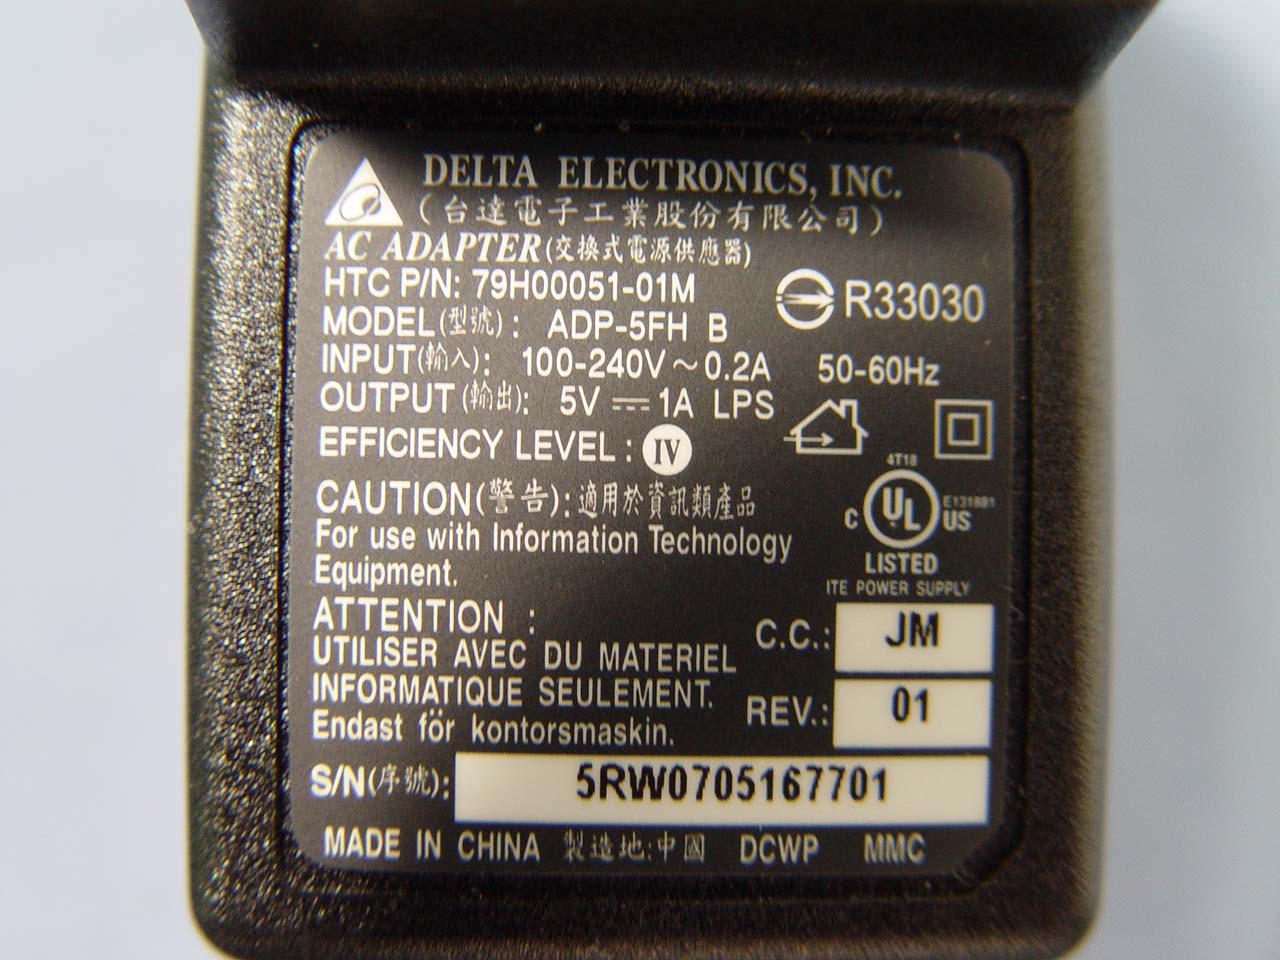 DELTA ELECTRONICS, INC.
(台達電子工業股份有限公司)
AC ADAPTER(交換式電源供應器)
HTC P/N: 79H00051-01M
R33030
MODEL(型號): ADP-5FH B
INPUT(輸入): 100-240V~0.2A 50-60Hz
OUTPUT(輸出): 5V ⎓ 1A LPS
EFFICIENCY LEVEL: IV
4T18
CAUTION(警告):適用於資訊類產品
C UL US E131881
For use with Information Technology
Equipment.
LISTED
ITE POWER SUPPLY
ATTENTION :
UTILISER AVEC DU MATERIEL
INFORMATIQUE SEULEMENT.
Endast för kontorsmaskin.
C.C.: JM
REV.: 01
S/N(序號): 5RW0705167701
MADE IN CHINA 製造地:中國 DCWP MMC